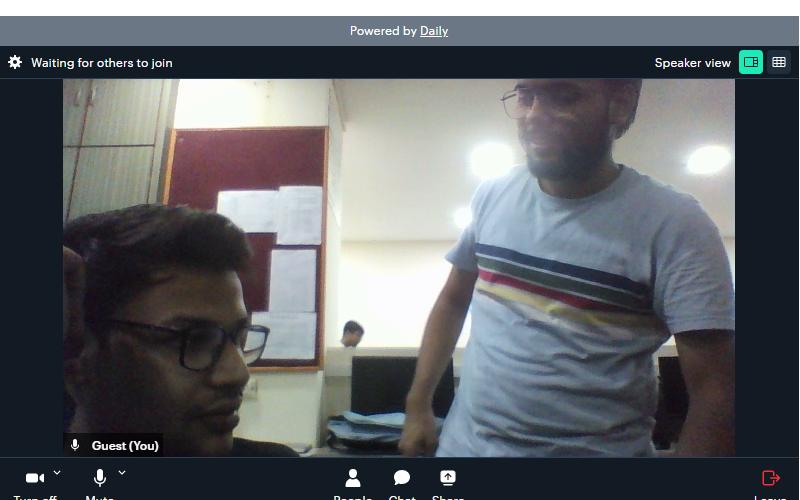 Powered by Daily
Waiting for others to join
Speaker view
Guest (You)
Turn off
Mute
People
Chat
Share
Leave